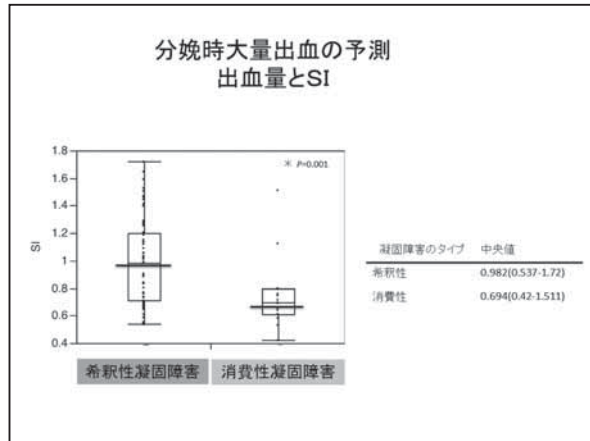 分娩時大量出血の予測
出血量とSI
1.8
1.6
1.4
1.2
1
0.8
0.6
0.4
SI
＊ P=0.001
希釈性凝固障害 消費性凝固障害
凝固障害のタイプ 中央値
希釈性 0.982(0.537-1.72)
消費性 0.694(0.42-1.511)